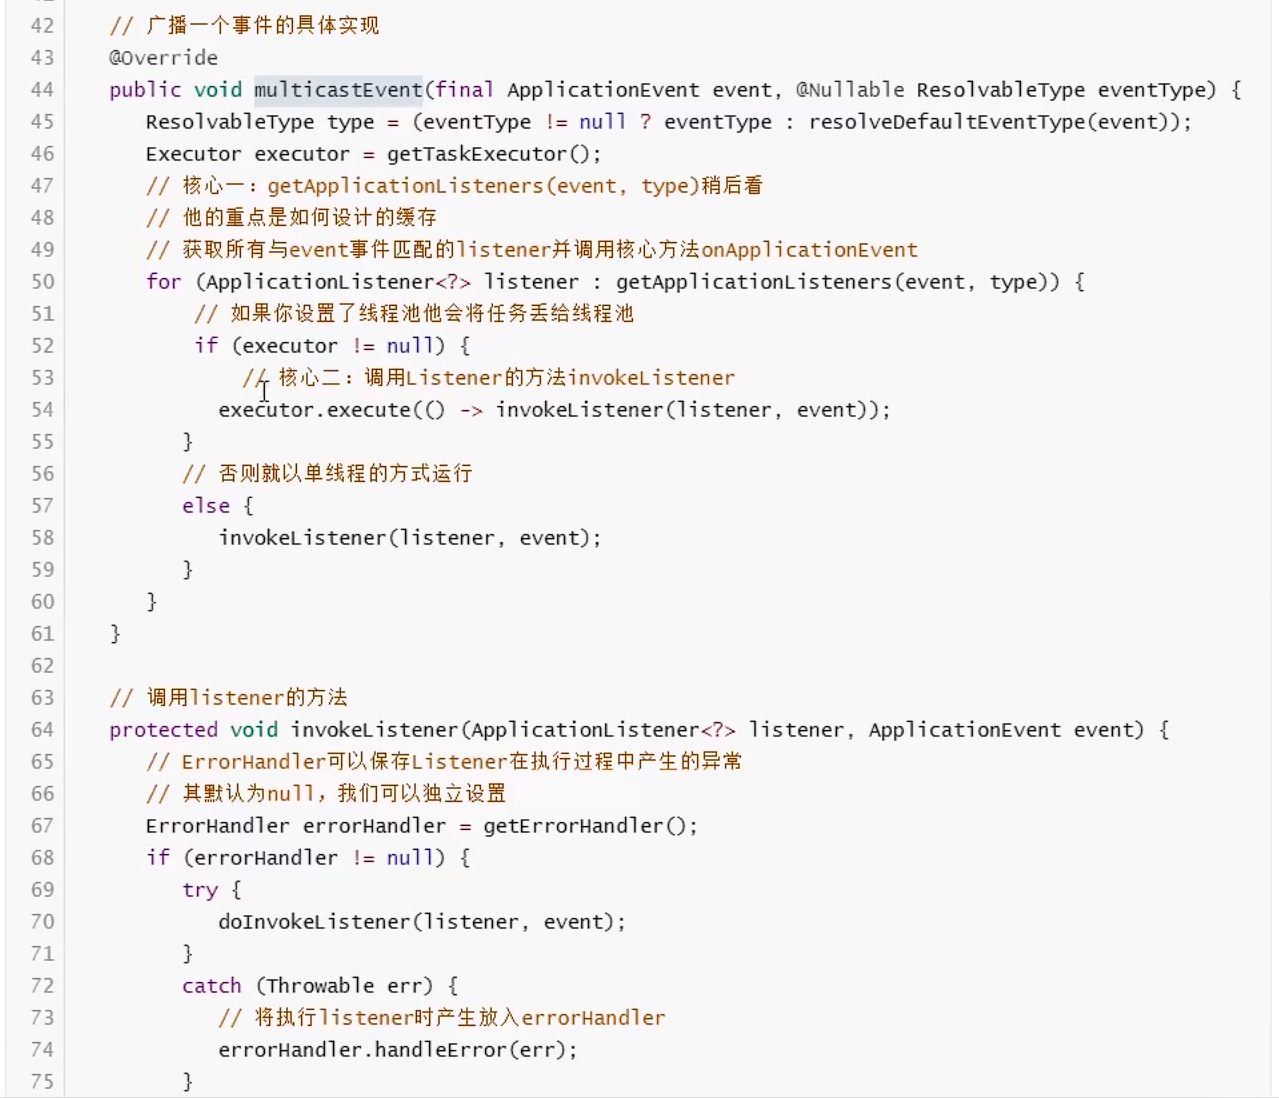 42 // 广播一个事件的具体实现
43 @Override
44 public void multicastEvent(final ApplicationEvent event, @Nullable ResolvableType eventType) {
45 ResolvableType type = (eventType != null ? eventType : resolveDefaultEventType(event));
46 Executor executor = getTaskExecutor();
47 // 核心一：getApplicationListeners(event, type)稍后看
48 // 他的重点是如何设计的缓存
49 // 获取所有与event事件匹配的listener并调用核心方法onApplicationEvent
50 for (ApplicationListener<?> listener : getApplicationListeners(event, type)) {
51 // 如果你设置了线程池他会将任务丢给线程池
52 if (executor != null) {
53 // 核心二：调用Listener的方法invokeListener
54 executor.execute(() -> invokeListener(listener, event));
55 }
56 // 否则就以单线程的方式运行
57 else {
58 invokeListener(listener, event);
59 }
60 }
61 }
62
63 // 调用listener的方法
64 protected void invokeListener(ApplicationListener<?> listener, ApplicationEvent event) {
65 // ErrorHandler可以保存Listener在执行过程中产生的异常
66 // 其默认为null，我们可以独立设置
67 ErrorHandler errorHandler = getErrorHandler();
68 if (errorHandler != null) {
69 try {
70 doInvokeListener(listener, event);
71 }
72 catch (Throwable err) {
73 // 将执行listener时产生放入errorHandler
74 errorHandler.handleError(err);
75 }